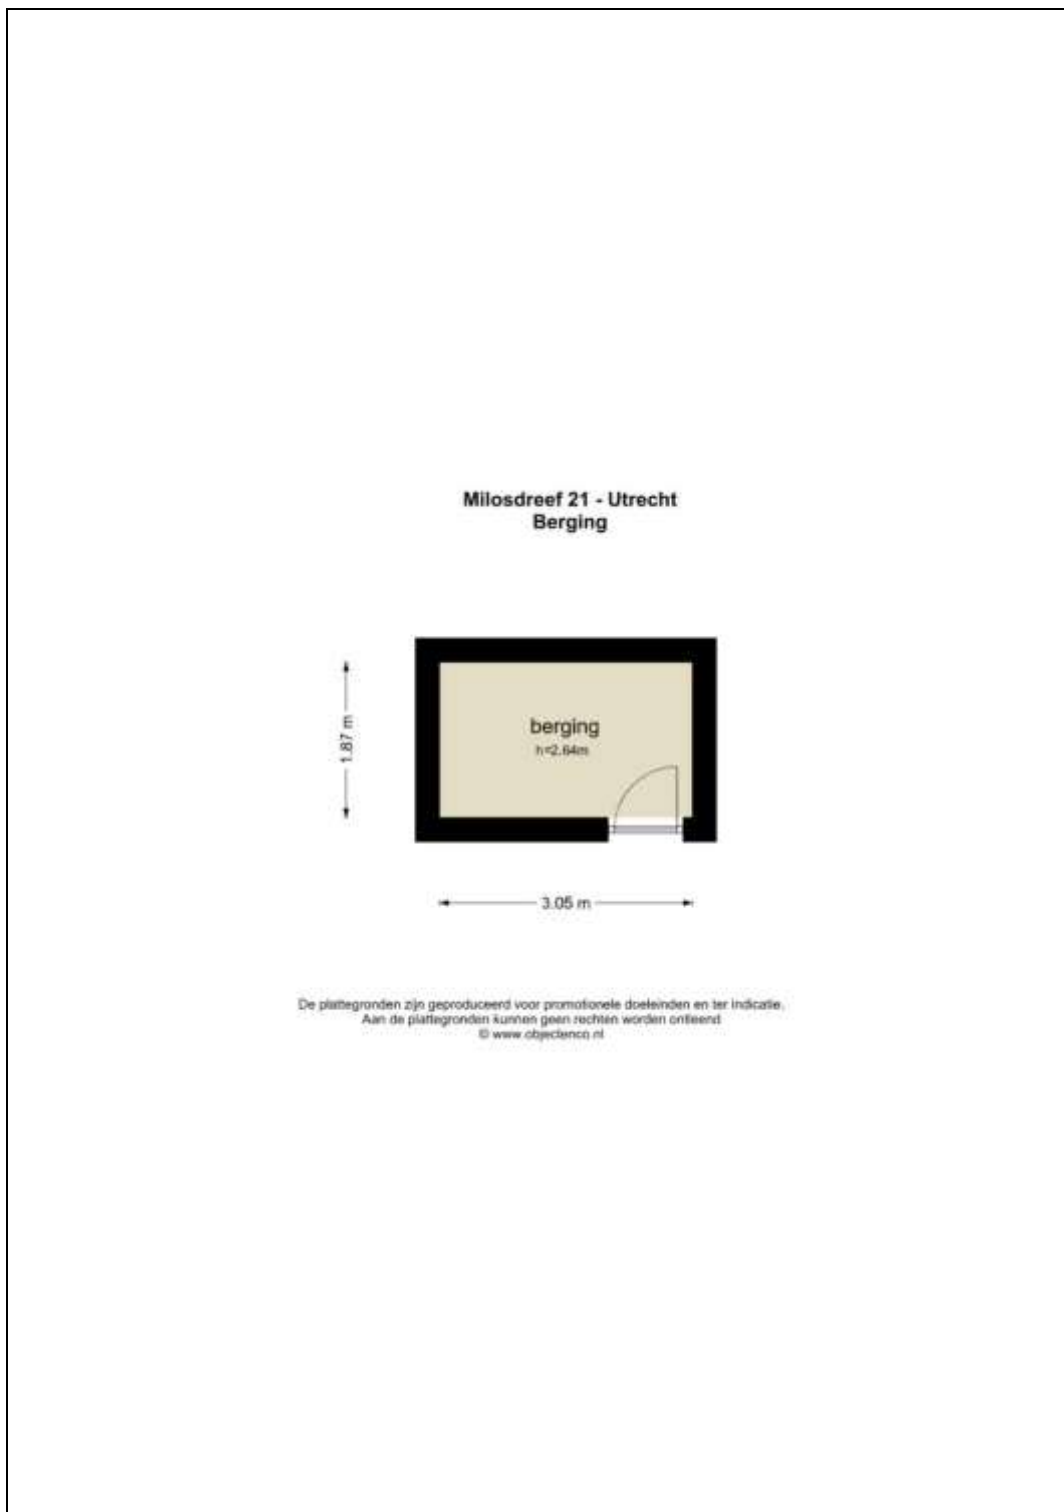 Milosdreef 21 - Utrecht
Berging
1.87 m
berging
h=2.64m
3.05 m
De plattegronden zijn geproduceerd voor promotionele doeleinden en ter indicatie.
Aan de plattegronden kunnen geen rechten worden ontleend
© www.objectenco.nl